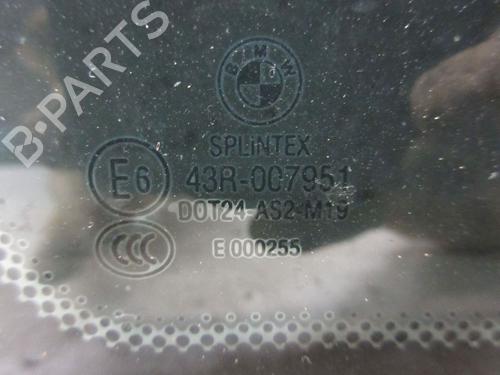 B-PARTS
BMW
SPLiNTEX
E6 43R-007951
DOT24-AS2-M19
CCC E 000255